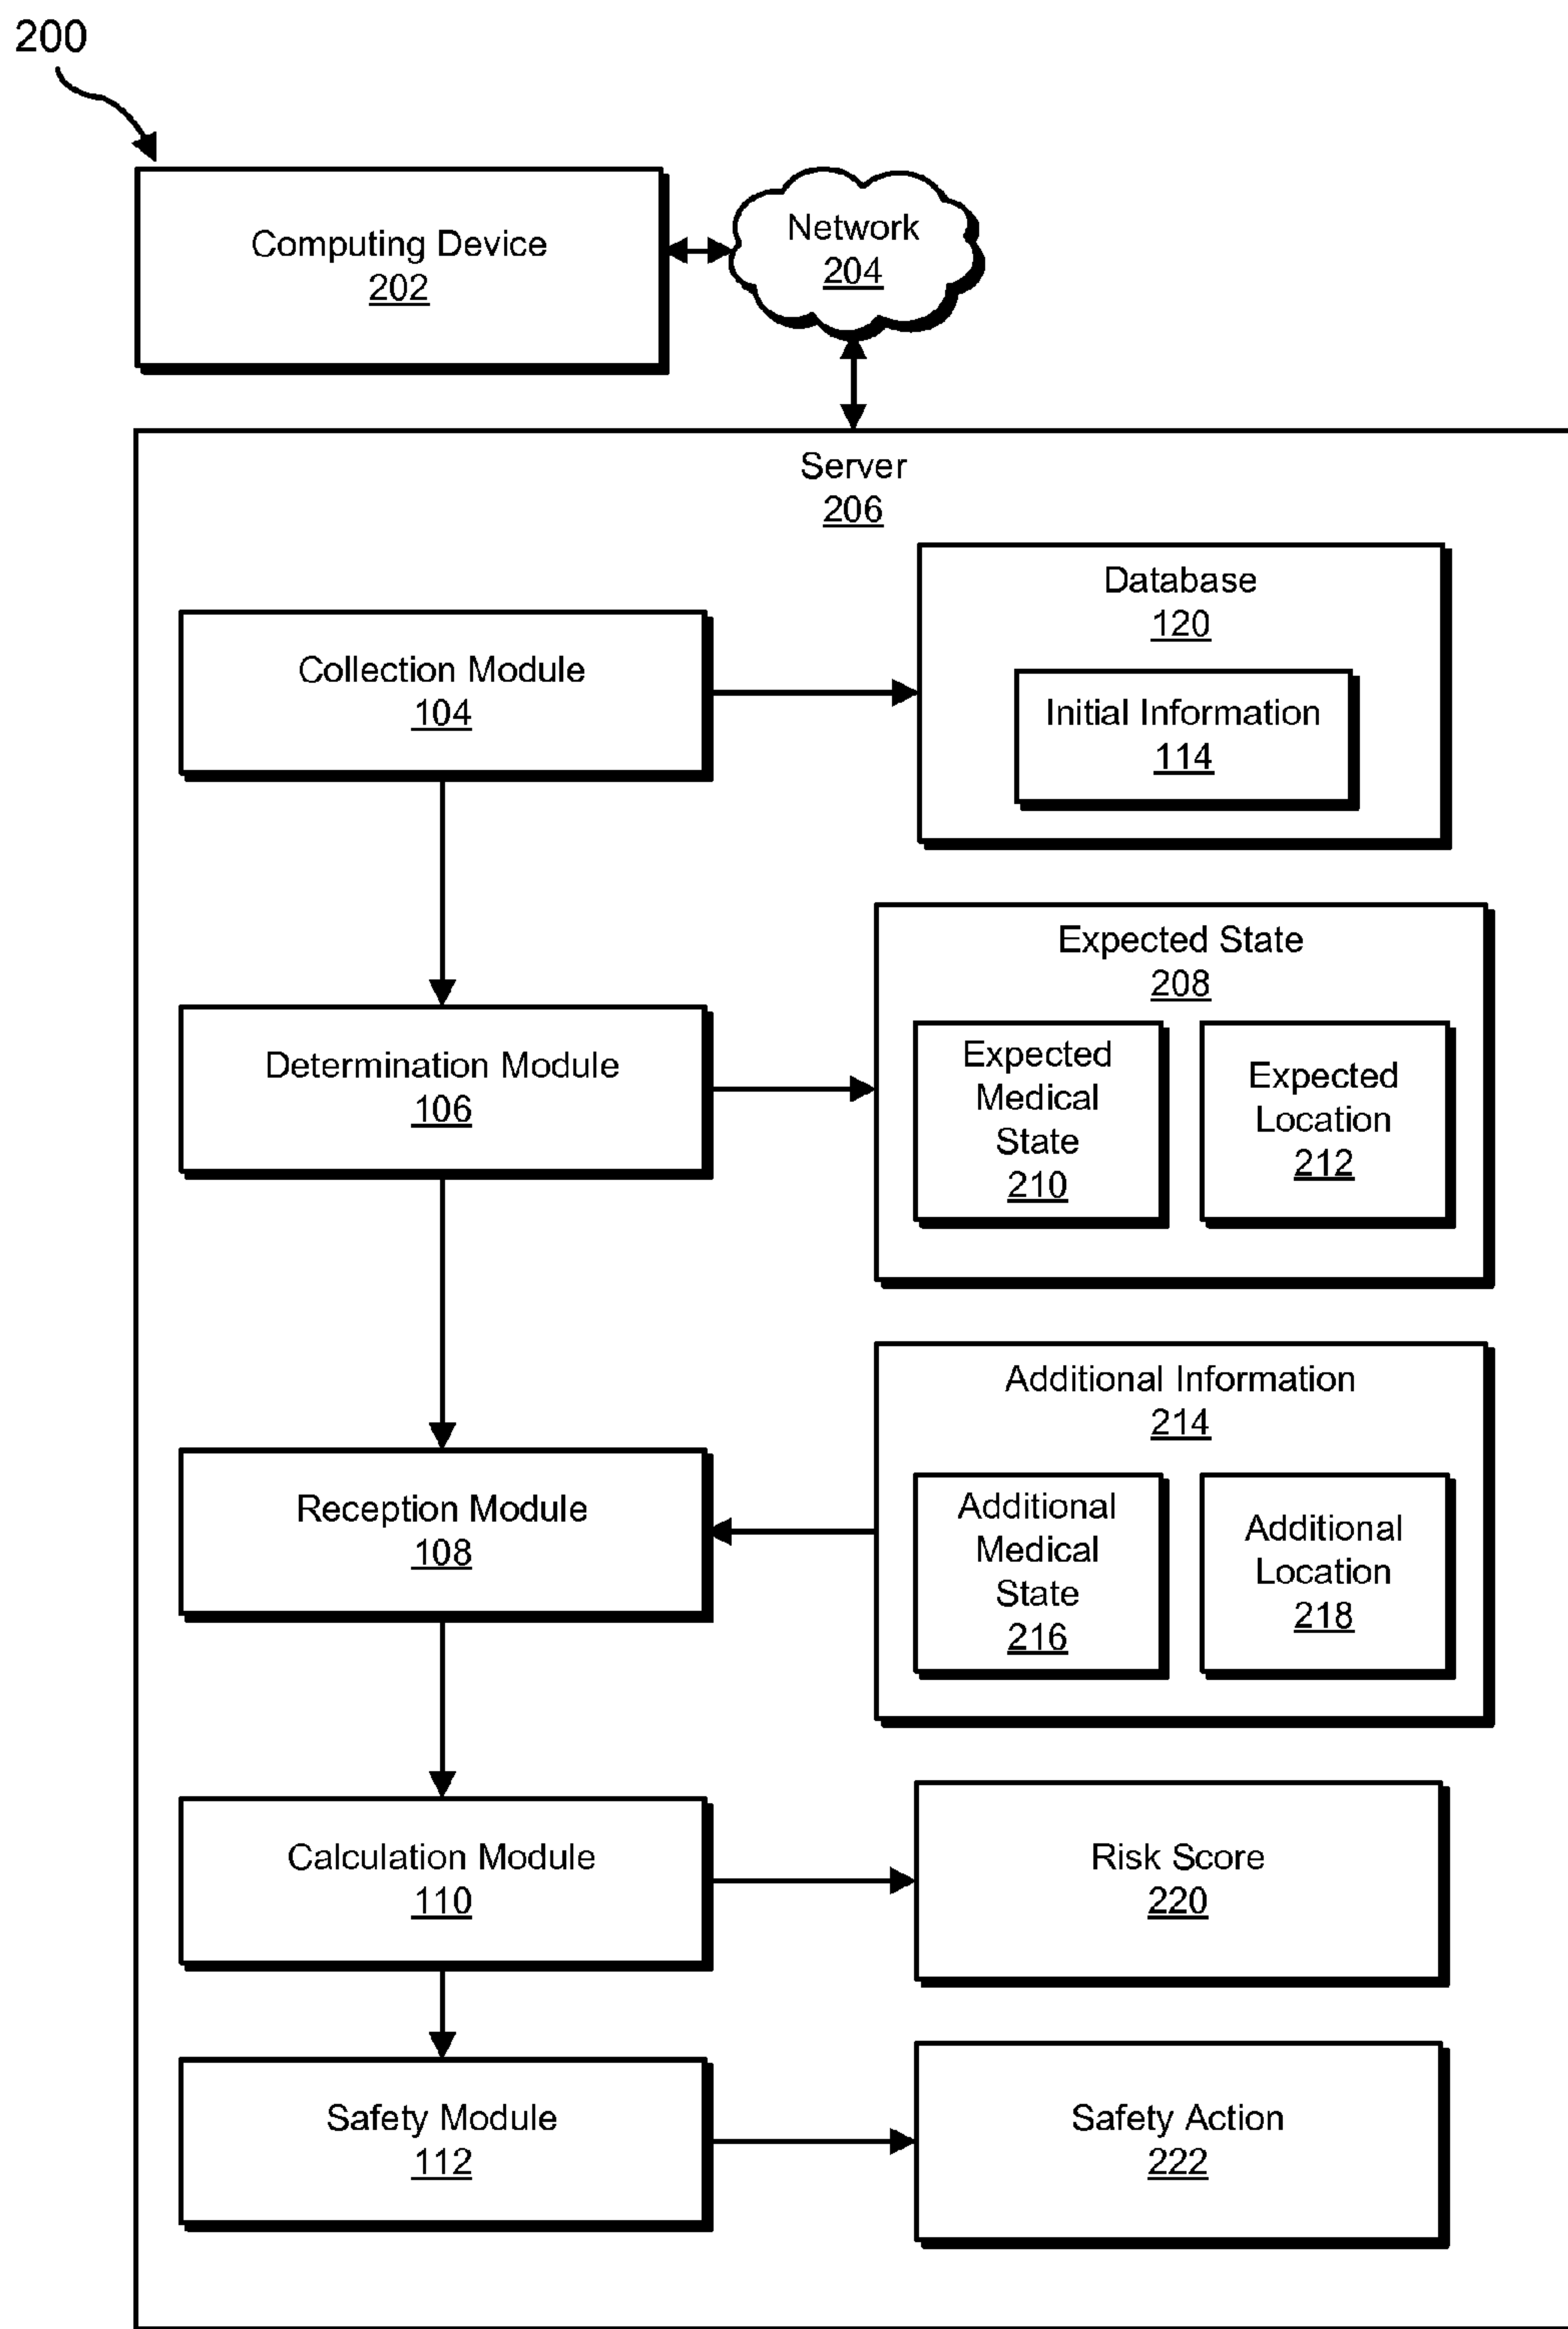 200
Computing Device
202
Network
204
Server
206
Collection Module
104
Database
120
Initial Information
114
Determination Module
106
Expected State
208
Expected
Medical
State
210
Expected
Location
212
Reception Module
108
Additional Information
214
Additional
Medical
State
216
Additional
Location
218
Calculation Module
110
Risk Score
220
Safety Module
112
Safety Action
222